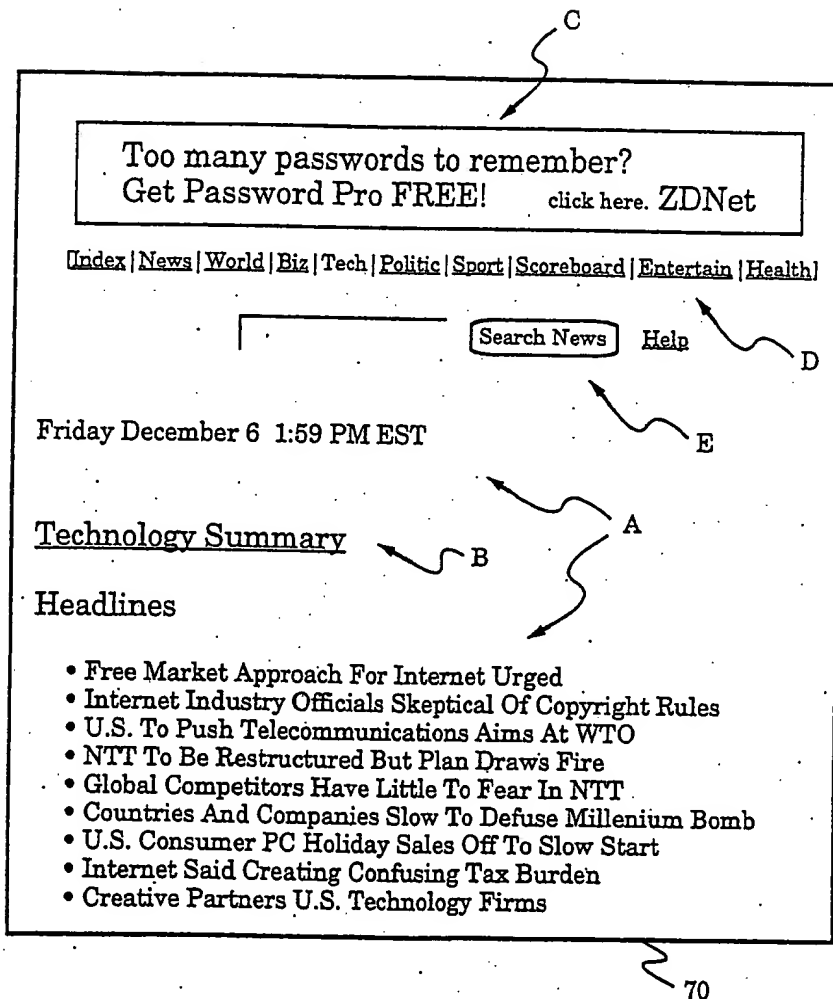 C
Too many passwords to remember?
Get Password Pro FREE! click here. ZDNet
[Index|News|World|Biz|Tech|Politic|Sport|Scoreboard|Entertain|Health]
Search News Help
D
E
Friday December 6 1:59 PM EST
A
Technology Summary
B
Headlines
• Free Market Approach For Internet Urged
• Internet Industry Officials Skeptical Of Copyright Rules
• U.S. To Push Telecommunications Aims At WTO
• NTT To Be Restructured But Plan Draws Fire
• Global Competitors Have Little To Fear In NTT
• Countries And Companies Slow To Defuse Millenium Bomb
• U.S. Consumer PC Holiday Sales Off To Slow Start
• Internet Said Creating Confusing Tax Burden
• Creative Partners U.S. Technology Firms
70